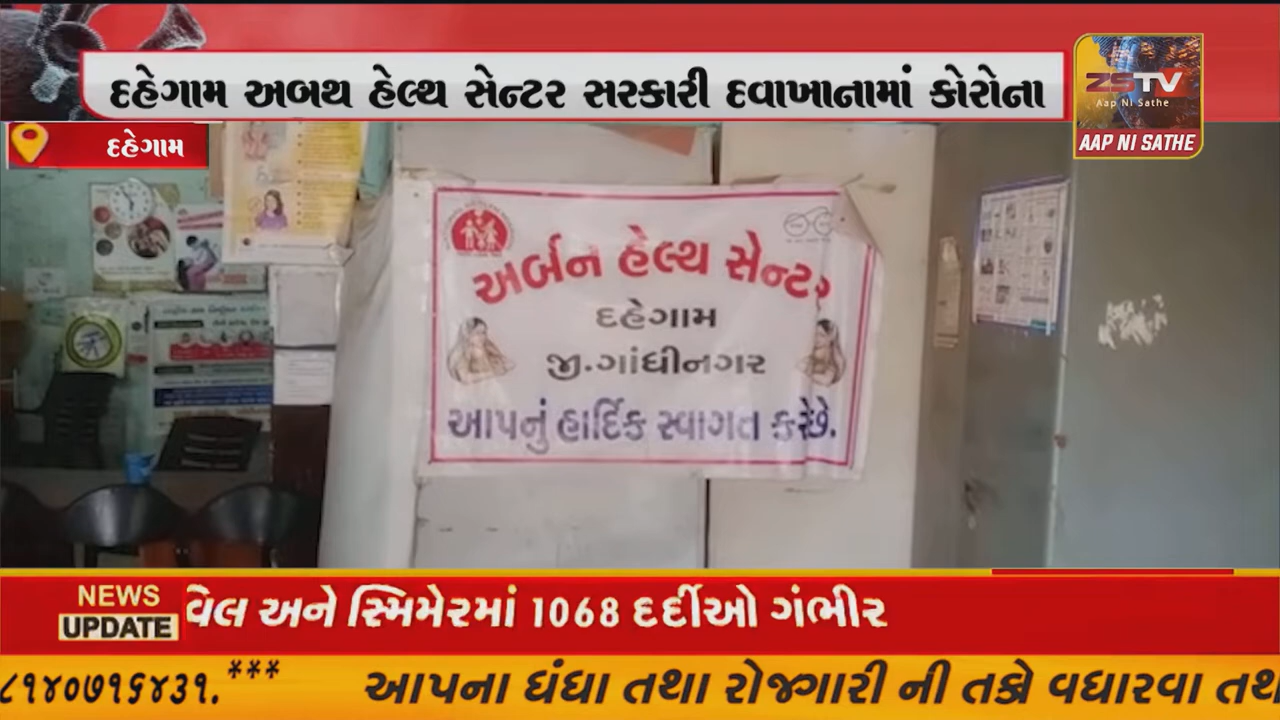 દહેગામ અબથ હેલ્થ સેન્ટર સરકારી દવાખાનામાં કોરોના
ZSTV
Aap Ni Sathe
AAP NI SATHE
દહેગામ
અર્બન હેલ્થ સેન્ટર
દહેગામ
જી.ગાંધીનગર
આપનું હાર્દિક સ્વાગત કરેછે.
NEWS
UPDATE
વિલ અને સ્મિમેરમાં 1068 દર્દીઓ ગંભીર
૮૧૪૦૭૧૬૪૩૧.*** આપના ધંધા તથા રોજગારી ની તકો વધારવા તથ